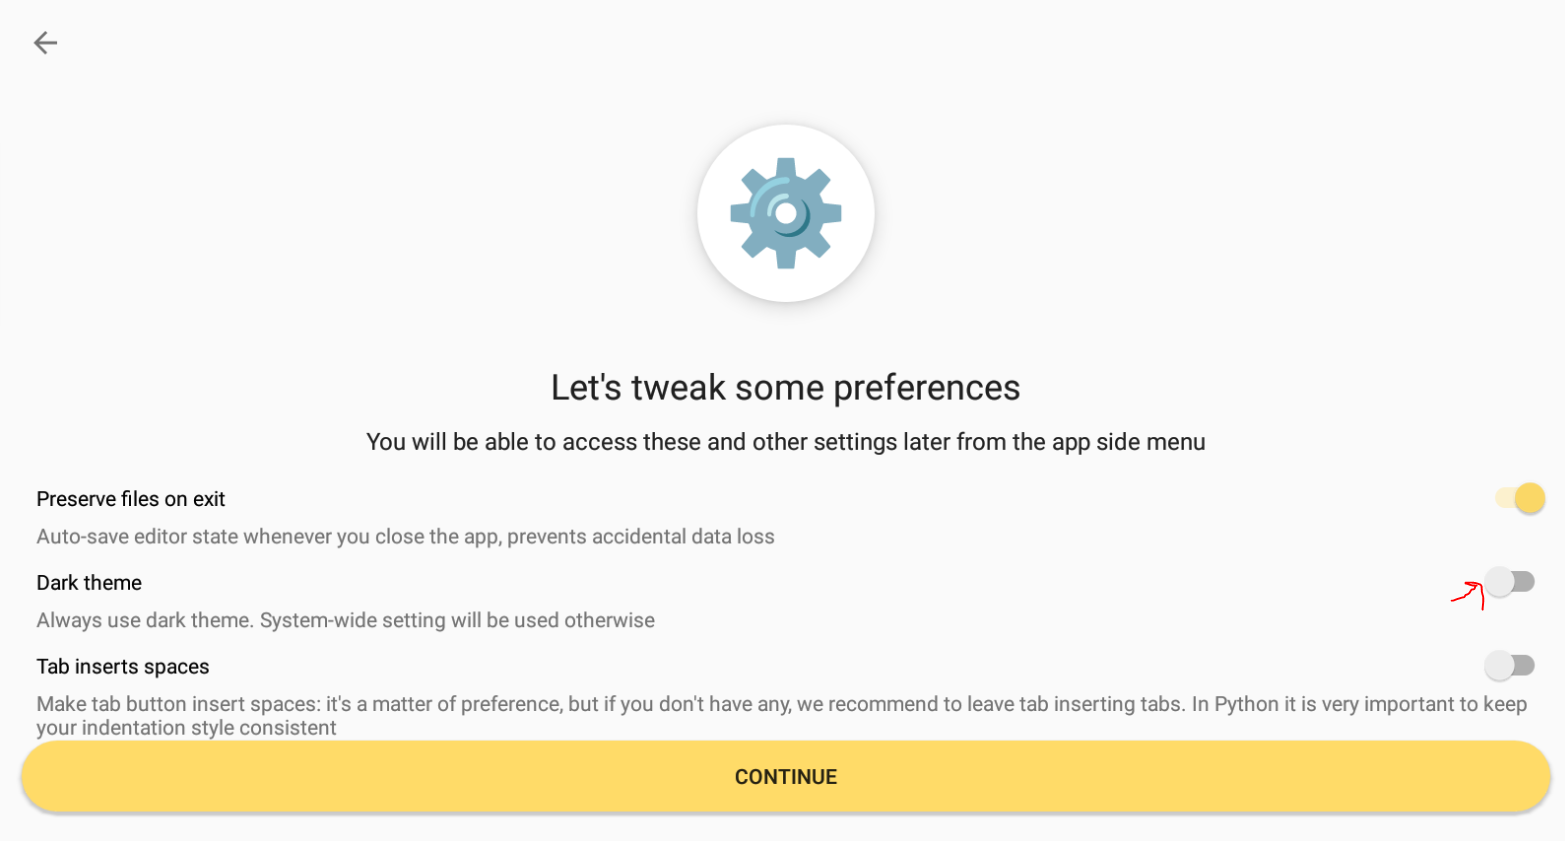 Let's tweak some preferences
You will be able to access these and other settings later from the app side menu
Preserve files on exit
Auto-save editor state whenever you close the app, prevents accidental data loss
Dark theme
Always use dark theme. System-wide setting will be used otherwise
Tab inserts spaces
Make tab button insert spaces: it's a matter of preference, but if you don't have any, we recommend to leave tab inserting tabs. In Python it is very important to keep
your indentation style consistent
CONTINUE